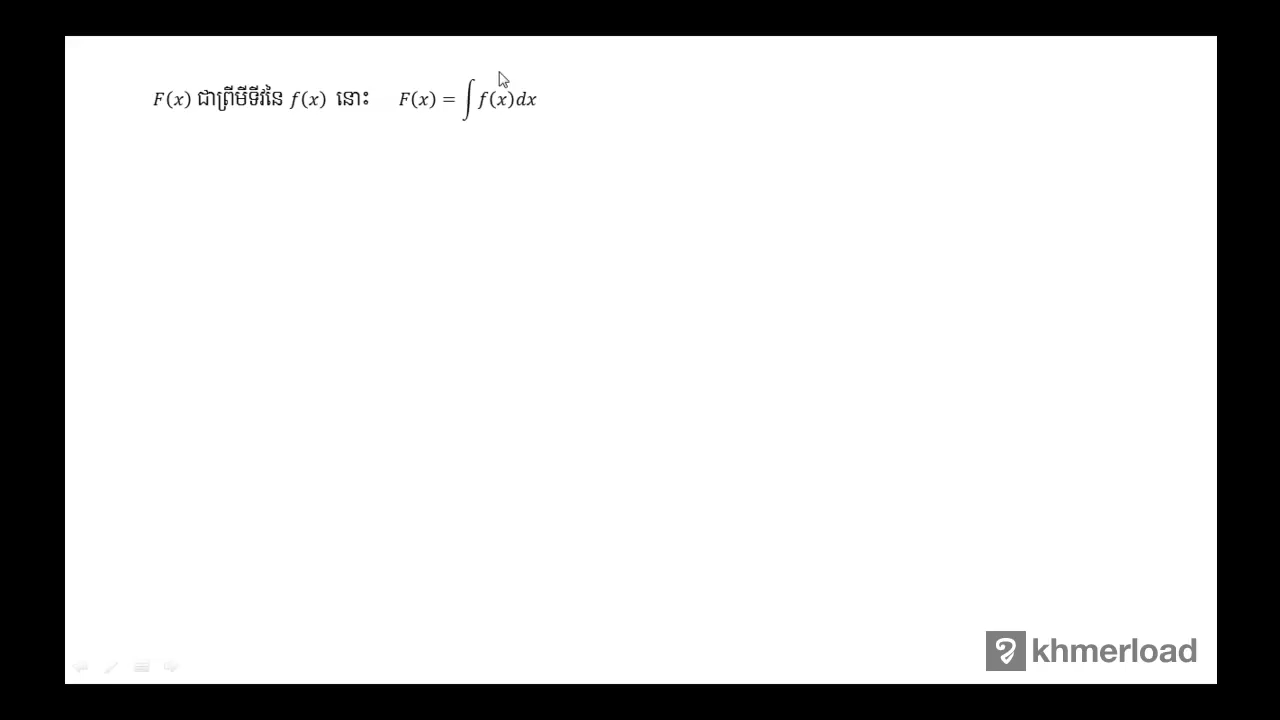 F(x) ជាព្រីមីទីវនៃ f(x) នោះ F(x) = ∫ f(x)dx
khmerload